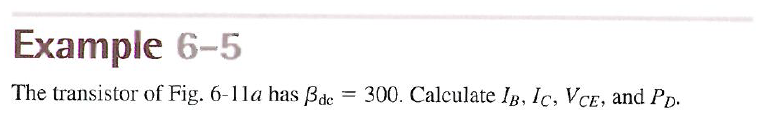 Example 6–5
The transistor of Fig. 6-11a has βdc = 300. Calculate IB, IC, VCE, and PD.